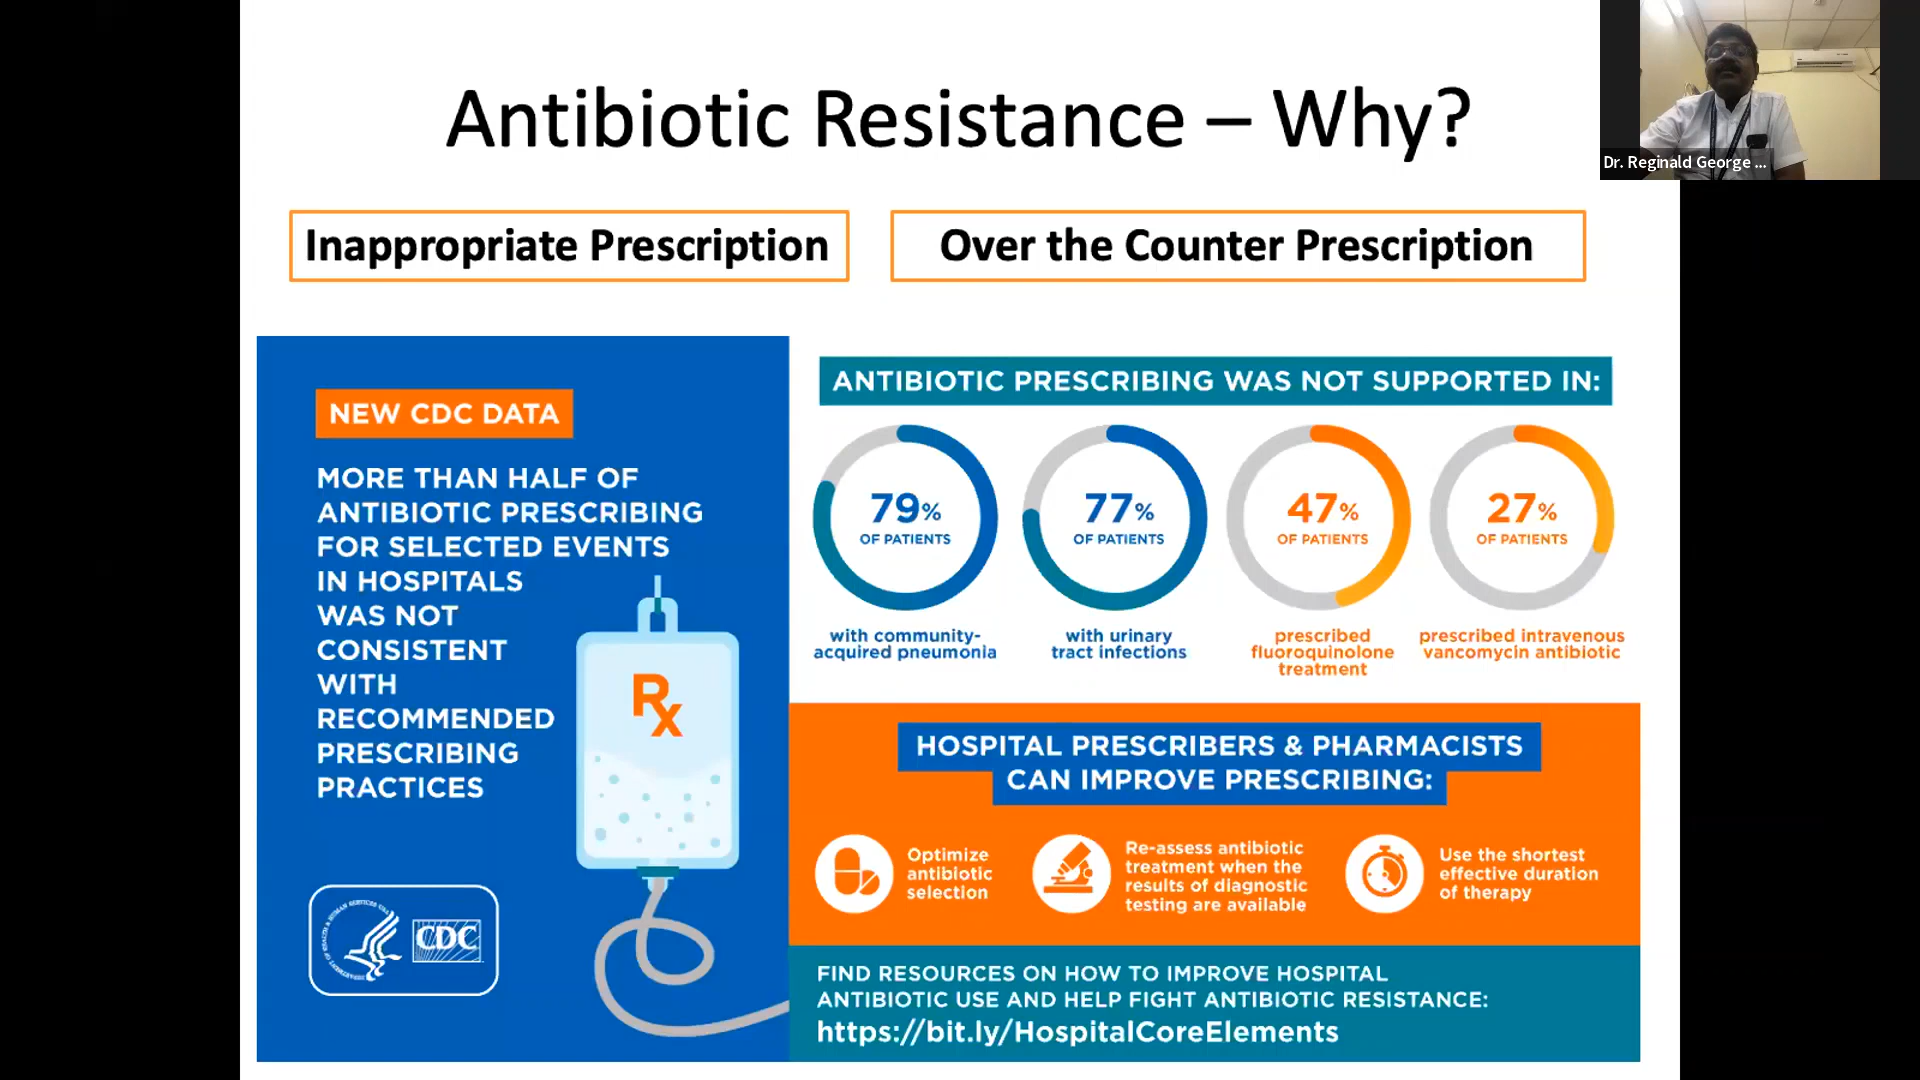 Antibiotic Resistance – Why?
Dr. Reginald George ...
Inappropriate Prescription
Over the Counter Prescription
NEW CDC DATA
MORE THAN HALF OF
ANTIBIOTIC PRESCRIBING
FOR SELECTED EVENTS
IN HOSPITALS
WAS NOT
CONSISTENT
WITH
RECOMMENDED
PRESCRIBING
PRACTICES
Rx
DEPARTMENT OF HEALTH & HUMAN SERVICES USA
CDC
ANTIBIOTIC PRESCRIBING WAS NOT SUPPORTED IN:
79%
OF PATIENTS
with community-
acquired pneumonia
77%
OF PATIENTS
with urinary
tract infections
47%
OF PATIENTS
prescribed
fluoroquinolone
treatment
27%
OF PATIENTS
prescribed intravenous
vancomycin antibiotic
HOSPITAL PRESCRIBERS & PHARMACISTS
CAN IMPROVE PRESCRIBING:
Optimize
antibiotic
selection
Re-assess antibiotic
treatment when the
results of diagnostic
testing are available
Use the shortest
effective duration
of therapy
FIND RESOURCES ON HOW TO IMPROVE HOSPITAL
ANTIBIOTIC USE AND HELP FIGHT ANTIBIOTIC RESISTANCE:
https://bit.ly/HospitalCoreElements